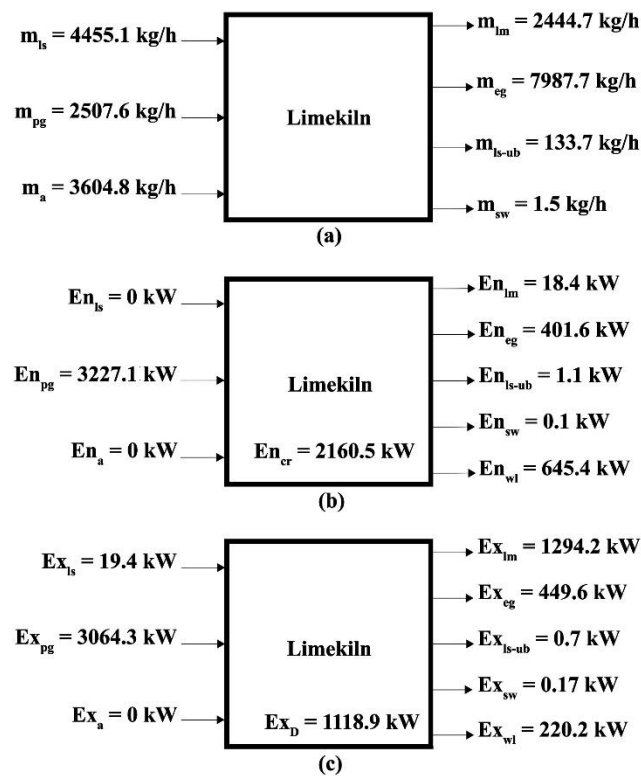 m_ls = 4455.1 kg/h
m_pg = 2507.6 kg/h
m_a = 3604.8 kg/h
Limekiln
m_lm = 2444.7 kg/h
m_eg = 7987.7 kg/h
m_ls-ub = 133.7 kg/h
m_sw = 1.5 kg/h
(a)
En_ls = 0 kW
En_pg = 3227.1 kW
En_a = 0 kW
Limekiln
En_cr = 2160.5 kW
En_lm = 18.4 kW
En_eg = 401.6 kW
En_ls-ub = 1.1 kW
En_sw = 0.1 kW
En_wl = 645.4 kW
(b)
Ex_ls = 19.4 kW
Ex_pg = 3064.3 kW
Ex_a = 0 kW
Limekiln
Ex_D = 1118.9 kW
Ex_lm = 1294.2 kW
Ex_eg = 449.6 kW
Ex_ls-ub = 0.7 kW
Ex_sw = 0.17 kW
Ex_wl = 220.2 kW
(c)